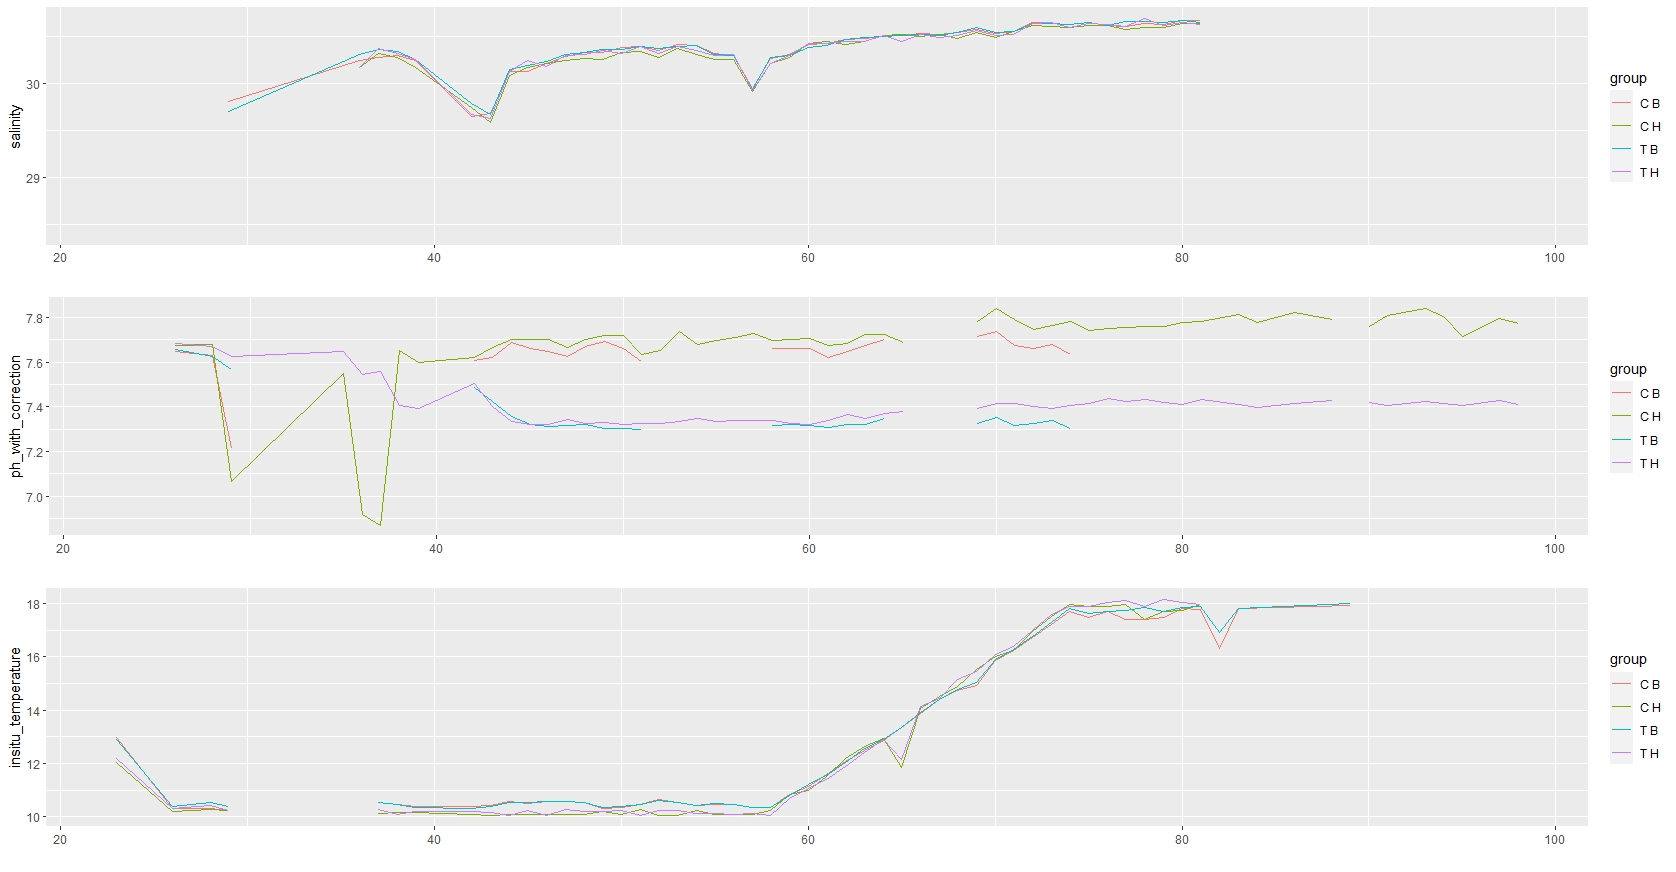 salinity
30
29
20 40 60 80 100
group
C B
C H
T B
T H
ph_with_correction
7.8
7.6
7.4
7.2
7.0
20 40 60 80 100
group
C B
C H
T B
T H
insitu_temperature
18
16
14
12
10
20 40 60 80 100
group
C B
C H
T B
T H